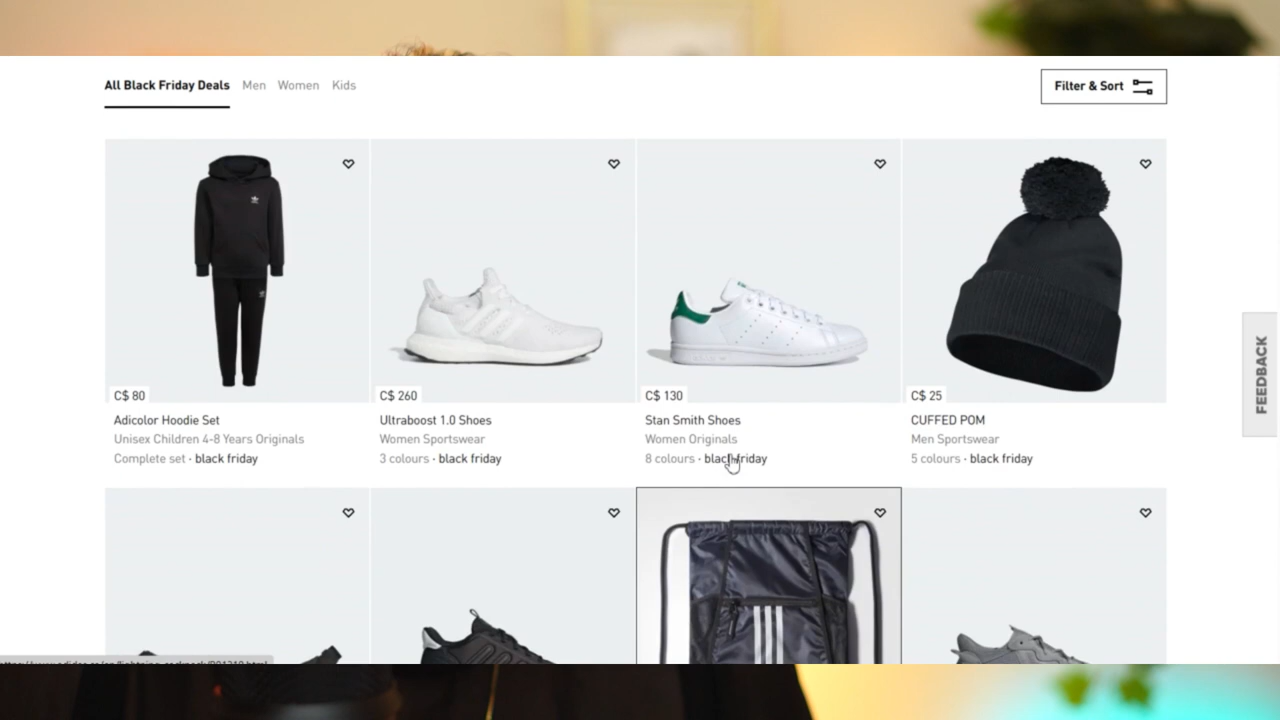 All Black Friday Deals Men Women Kids
Filter & Sort
C$ 80
Adicolor Hoodie Set
Unisex Children 4-8 Years Originals
Complete set · black friday
C$ 260
Ultraboost 1.0 Shoes
Women Sportswear
3 colours · black friday
C$ 130
Stan Smith Shoes
Women Originals
8 colours · black friday
C$ 25
CUFFED POM
Men Sportswear
5 colours · black friday
FEEDBACK